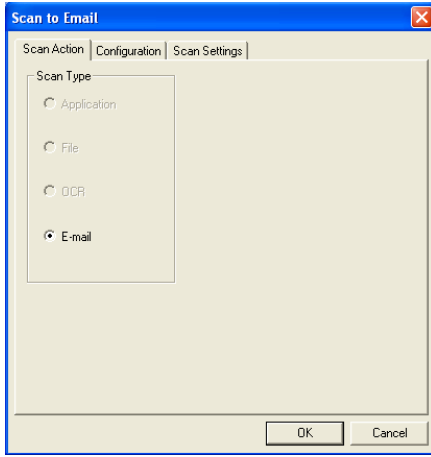 Scan to Email
Scan Action Configuration Scan Settings
Scan Type
Application
File
OCR
E-mail
OK Cancel